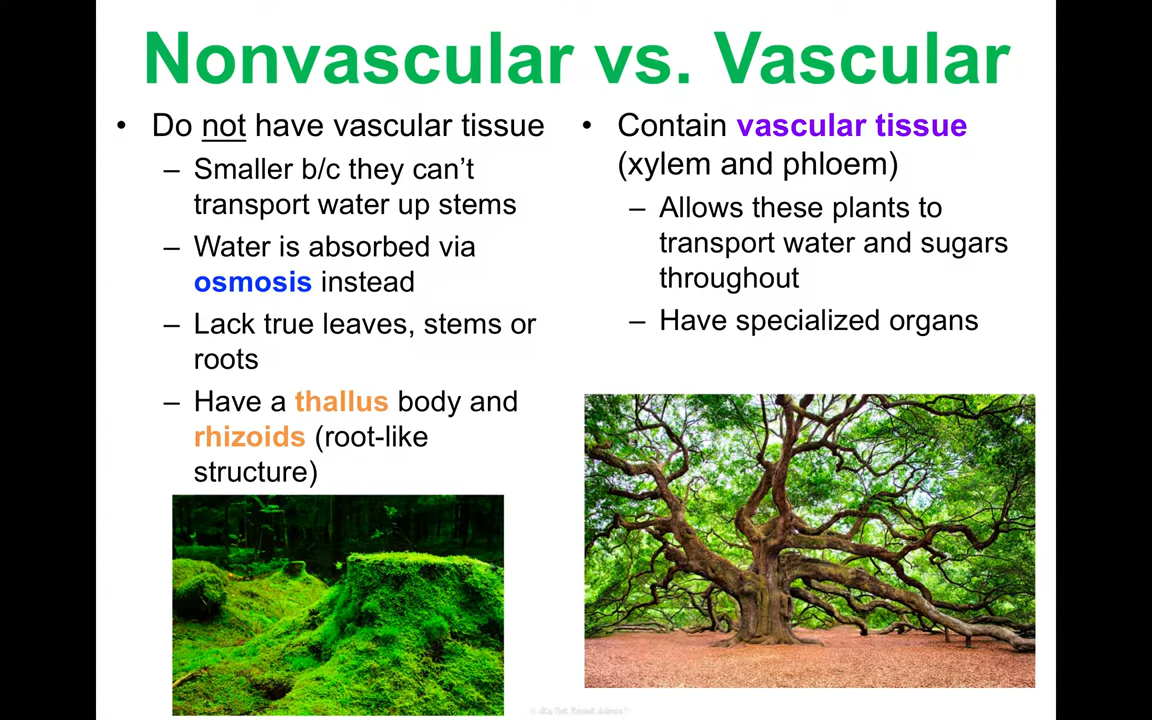 Nonvascular vs. Vascular
• Do not have vascular tissue
– Smaller b/c they can’t
transport water up stems
– Water is absorbed via
osmosis instead
– Lack true leaves, stems or
roots
– Have a thallus body and
rhizoids (root-like
structure)
• Contain vascular tissue
(xylem and phloem)
– Allows these plants to
transport water and sugars
throughout
– Have specialized organs